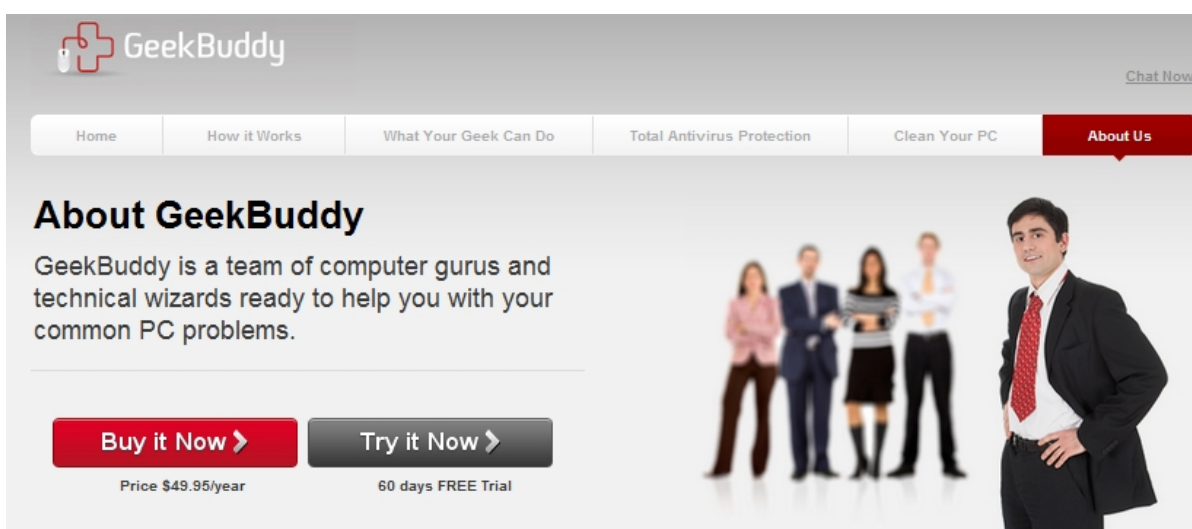 GeekBuddy
Chat Now
Home
How it Works
What Your Geek Can Do
Total Antivirus Protection
Clean Your PC
About Us
About GeekBuddy
GeekBuddy is a team of computer gurus and
technical wizards ready to help you with your
common PC problems.
Buy it Now
Try it Now
Price $49.95/year
60 days FREE Trial